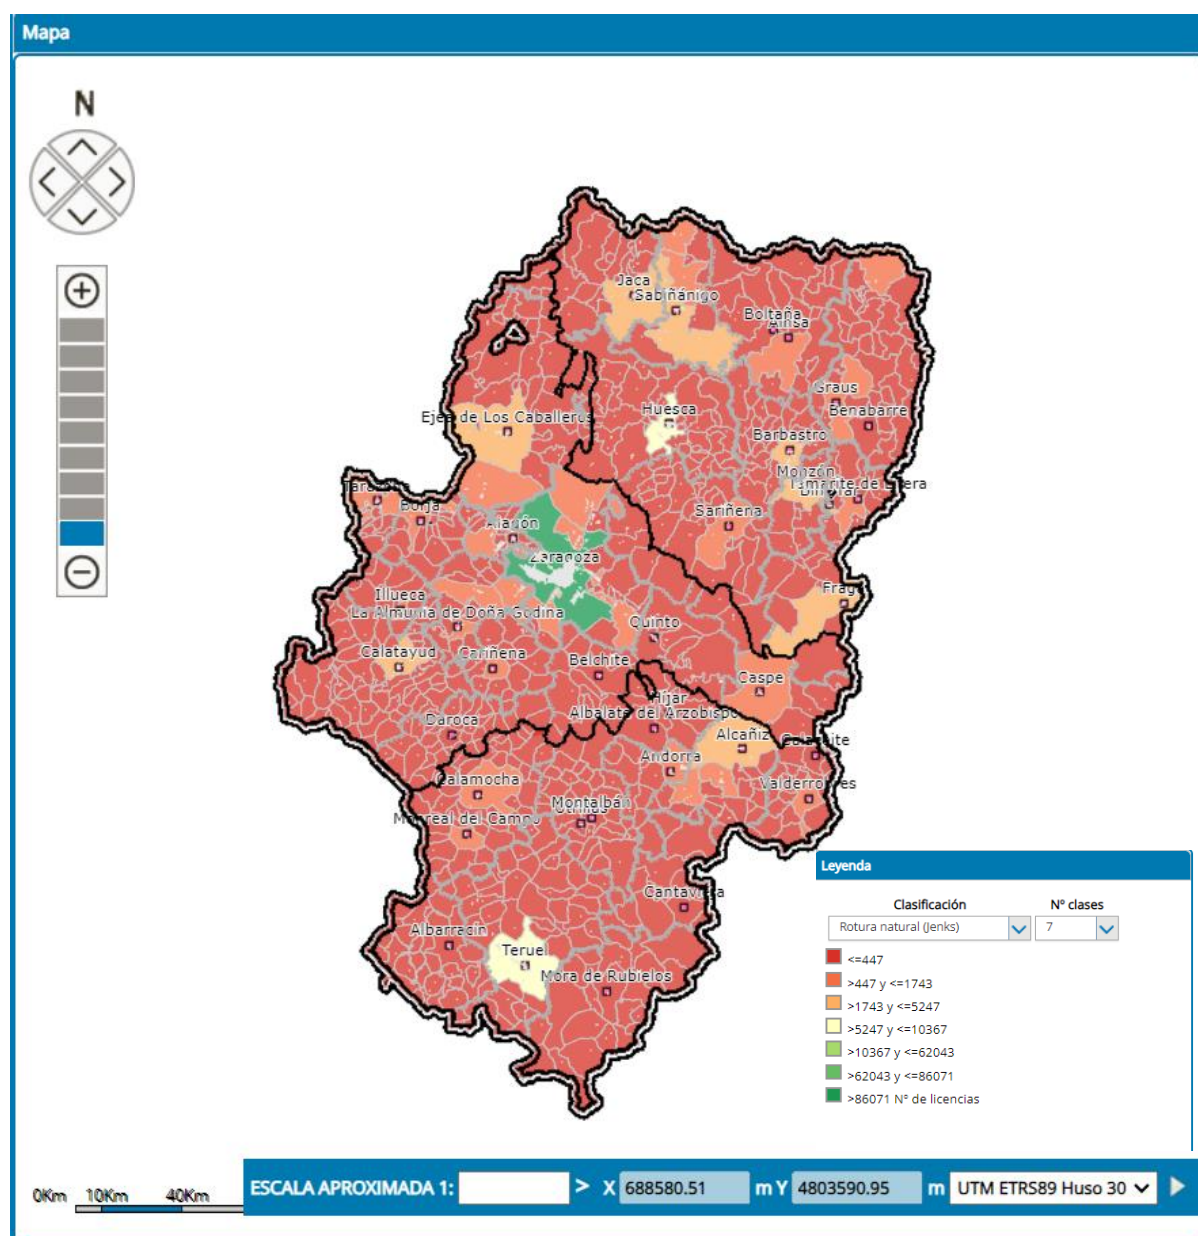 Mapa
N
Jaca
Sabiñánigo
Boltaña
Aínsa
Graus
Benabarre
Huesca
Ejea de Los Caballeros
Barbastro
Monzón
Borja
Alagón
Sariñena
Zaragoza
Illueca
La Almunia de Doña Godina
Fraga
Quinto
Calatayud
Cariñena
Belchite
Caspe
Híjar
Albalate del Arzobispo
Daroca
Alcañiz
Andorra
Calamocha
Valderrobres
Montalbán
Monreal del Campo
Cantavieja
Albarracín
Teruel
Mora de Rubielos
Leyenda
Clasificación Nº clases
Rotura natural (Jenks) 7
<=447
>447 y <=1743
>1743 y <=5247
>5247 y <=10367
>10367 y <=62043
>62043 y <=86071
>86071 Nº de licencias
0Km 10Km 40Km
ESCALA APROXIMADA 1: > X 688580.51 m Y 4803590.95 m UTM ETRS89 Huso 30